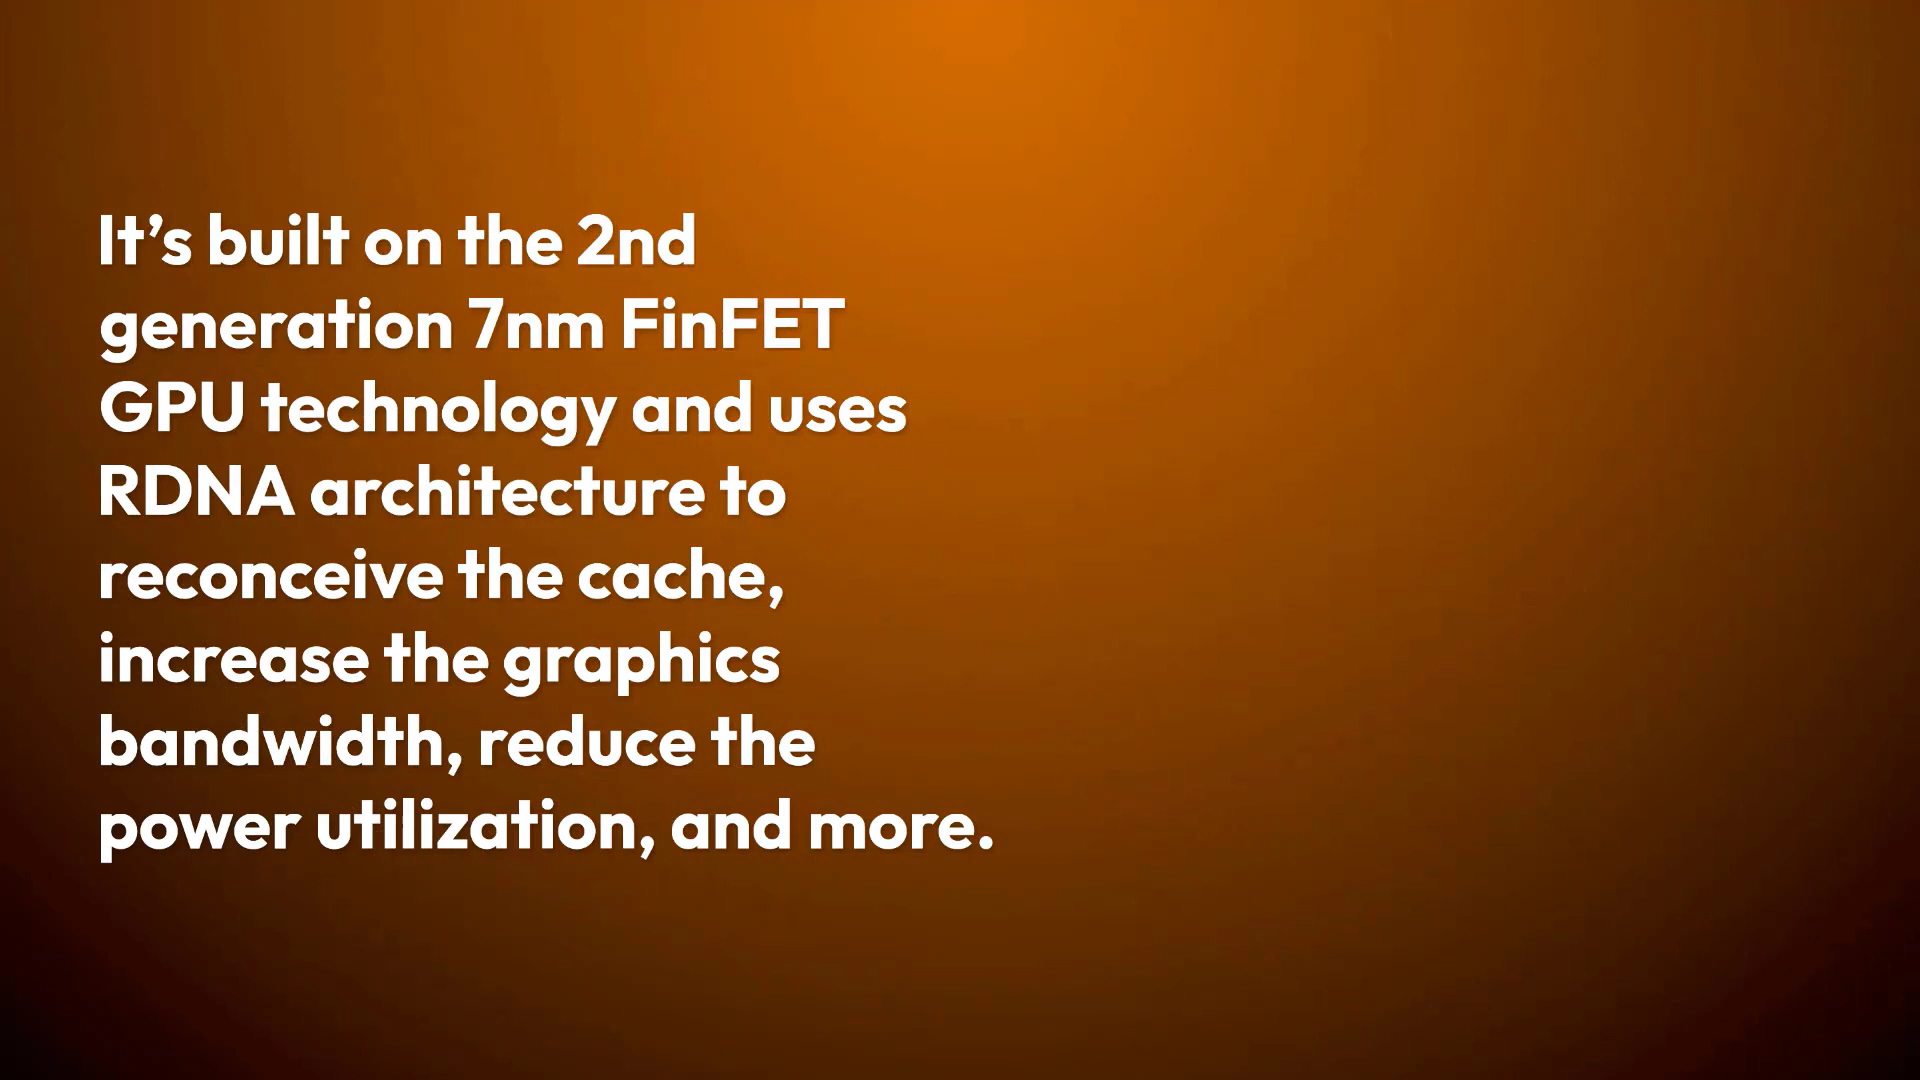 It’s built on the 2nd
generation 7nm FinFET
GPU technology and uses
RDNA architecture to
reconceive the cache,
increase the graphics
bandwidth, reduce the
power utilization, and more.